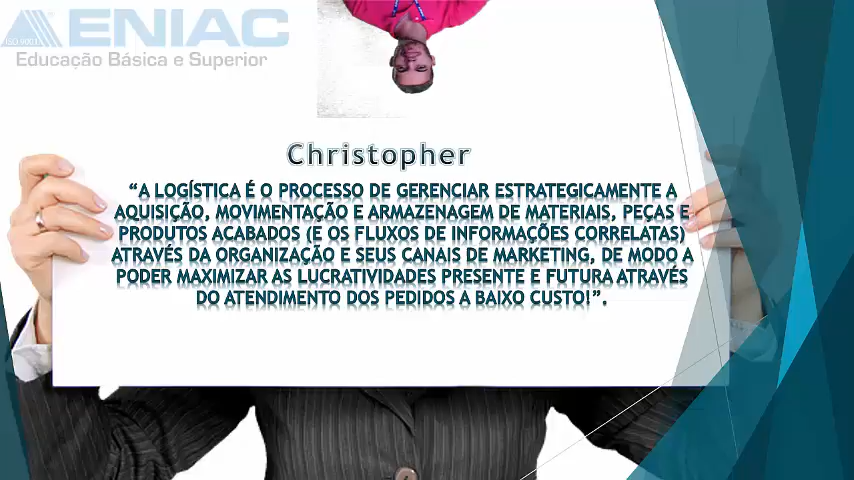 ENIAC
ISO 9001
Educação Básica e Superior
Christopher
“A LOGÍSTICA É O PROCESSO DE GERENCIAR ESTRATEGICAMENTE A
AQUISIÇÃO, MOVIMENTAÇÃO E ARMAZENAGEM DE MATERIAIS, PEÇAS E
PRODUTOS ACABADOS (E OS FLUXOS DE INFORMAÇÕES CORRELATAS)
ATRAVÉS DA ORGANIZAÇÃO E SEUS CANAIS DE MARKETING, DE MODO A
PODER MAXIMIZAR AS LUCRATIVIDADES PRESENTE E FUTURA ATRAVÉS
DO ATENDIMENTO DOS PEDIDOS A BAIXO CUSTO!”.